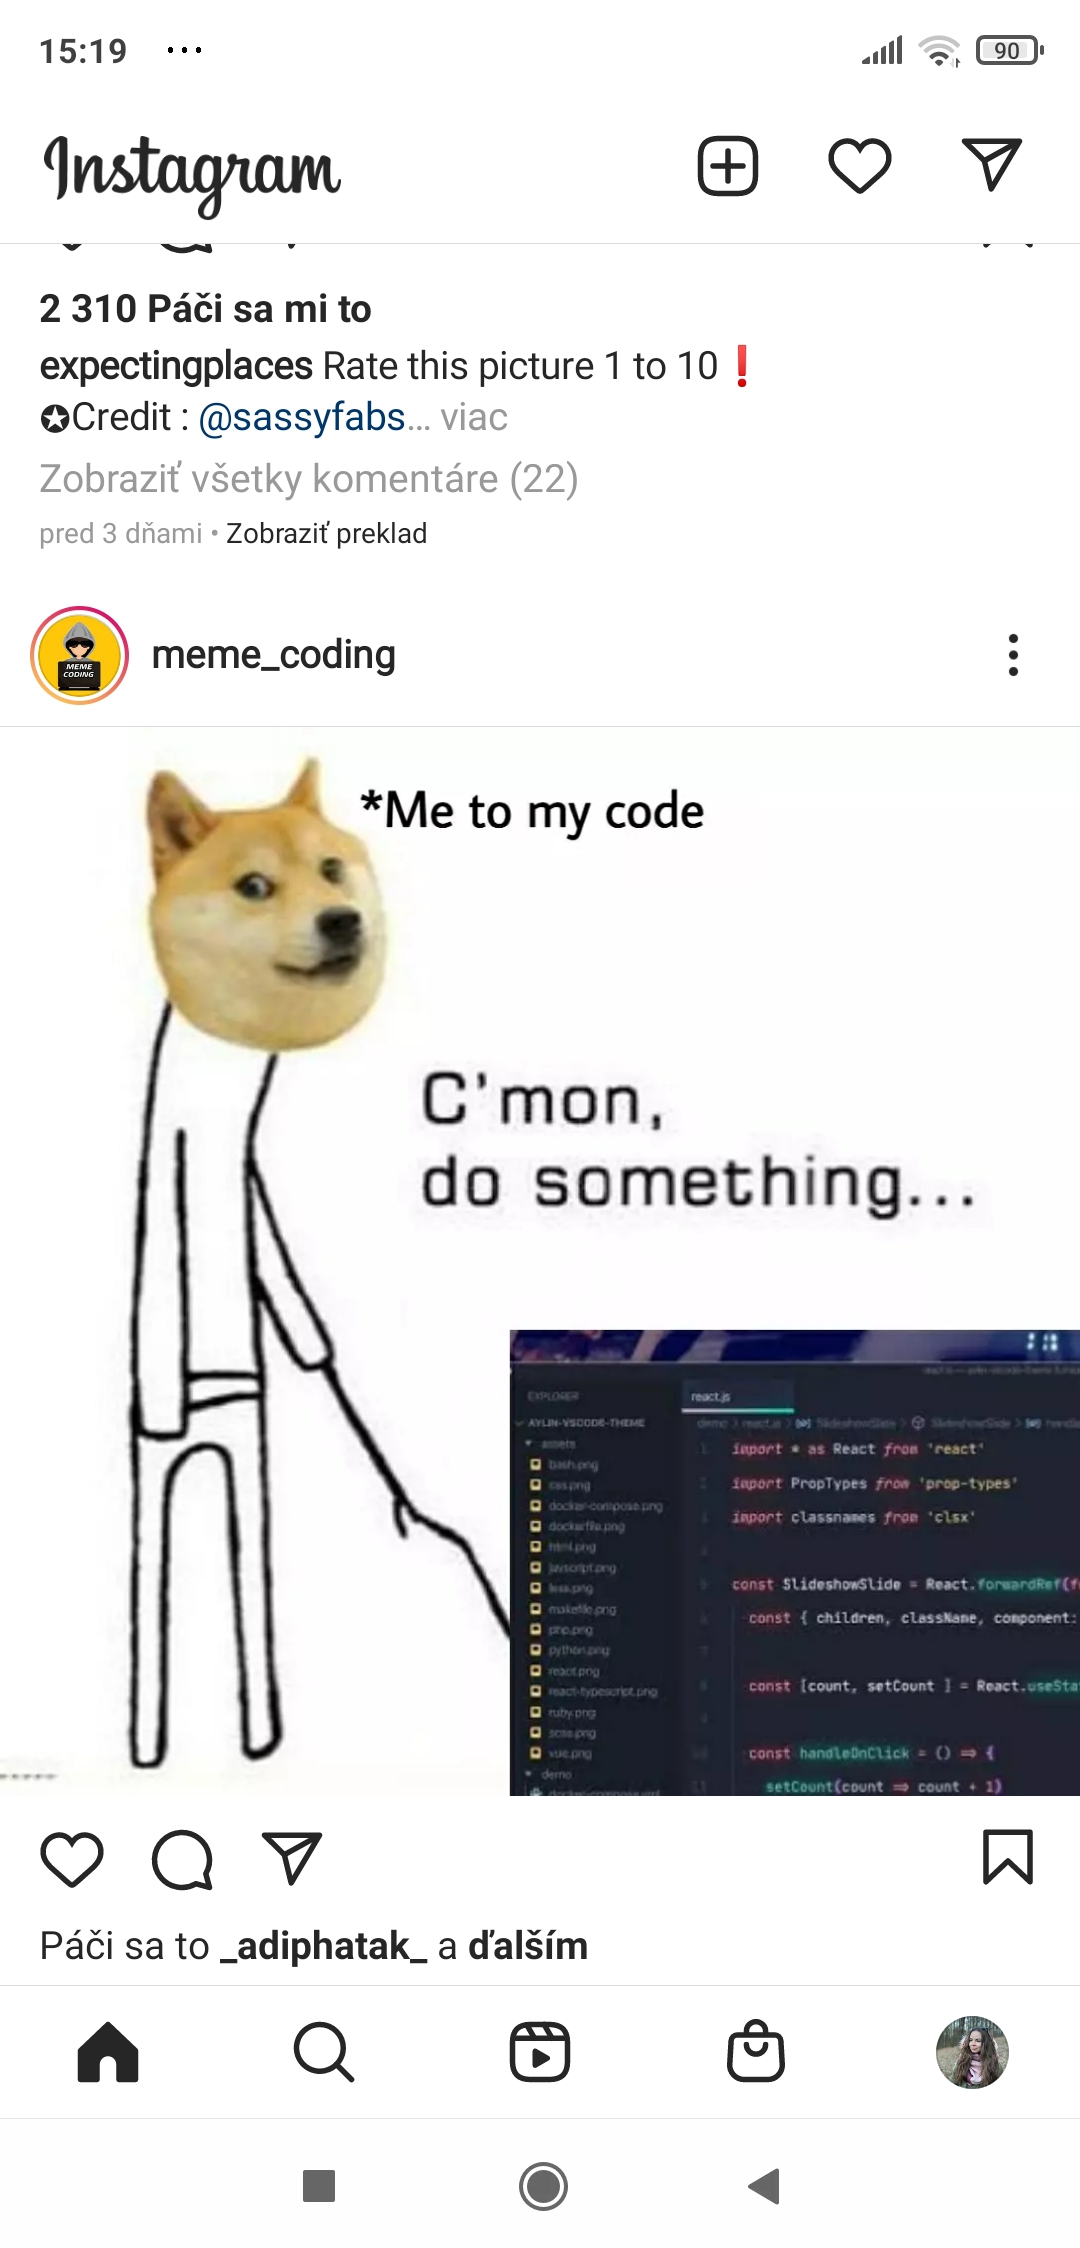 15:19 ...
90
Instagram
2 310 Páči sa mi to
expectingplaces Rate this picture 1 to 10❗
✪Credit : @sassyfabs... viac
Zobraziť všetky komentáre (22)
pred 3 dňami • Zobraziť preklad
MEME
CODING
meme_coding
*Me to my code
C'mon,
do something...
EXPLORER
react.js
AYLIN-VSCODE-THEME
assets
bash.png
css.png
docker-compose.png
dockerfile.png
html.png
javscript.png
less.png
makefile.png
php.png
python.png
react.png
react-typescript.png
ruby.png
scss.png
vue.png
demo
import * as React from 'react'
import PropTypes from 'prop-types'
import classnames from 'clsx'
const SlideshowSlide = React.forwardRef(f
const { children, className, component:
const [count, setCount ] = React.useSta
const handleOnClick = () => {
setCount(count => count + 1)
Páči sa to _adiphatak_ a ďalším